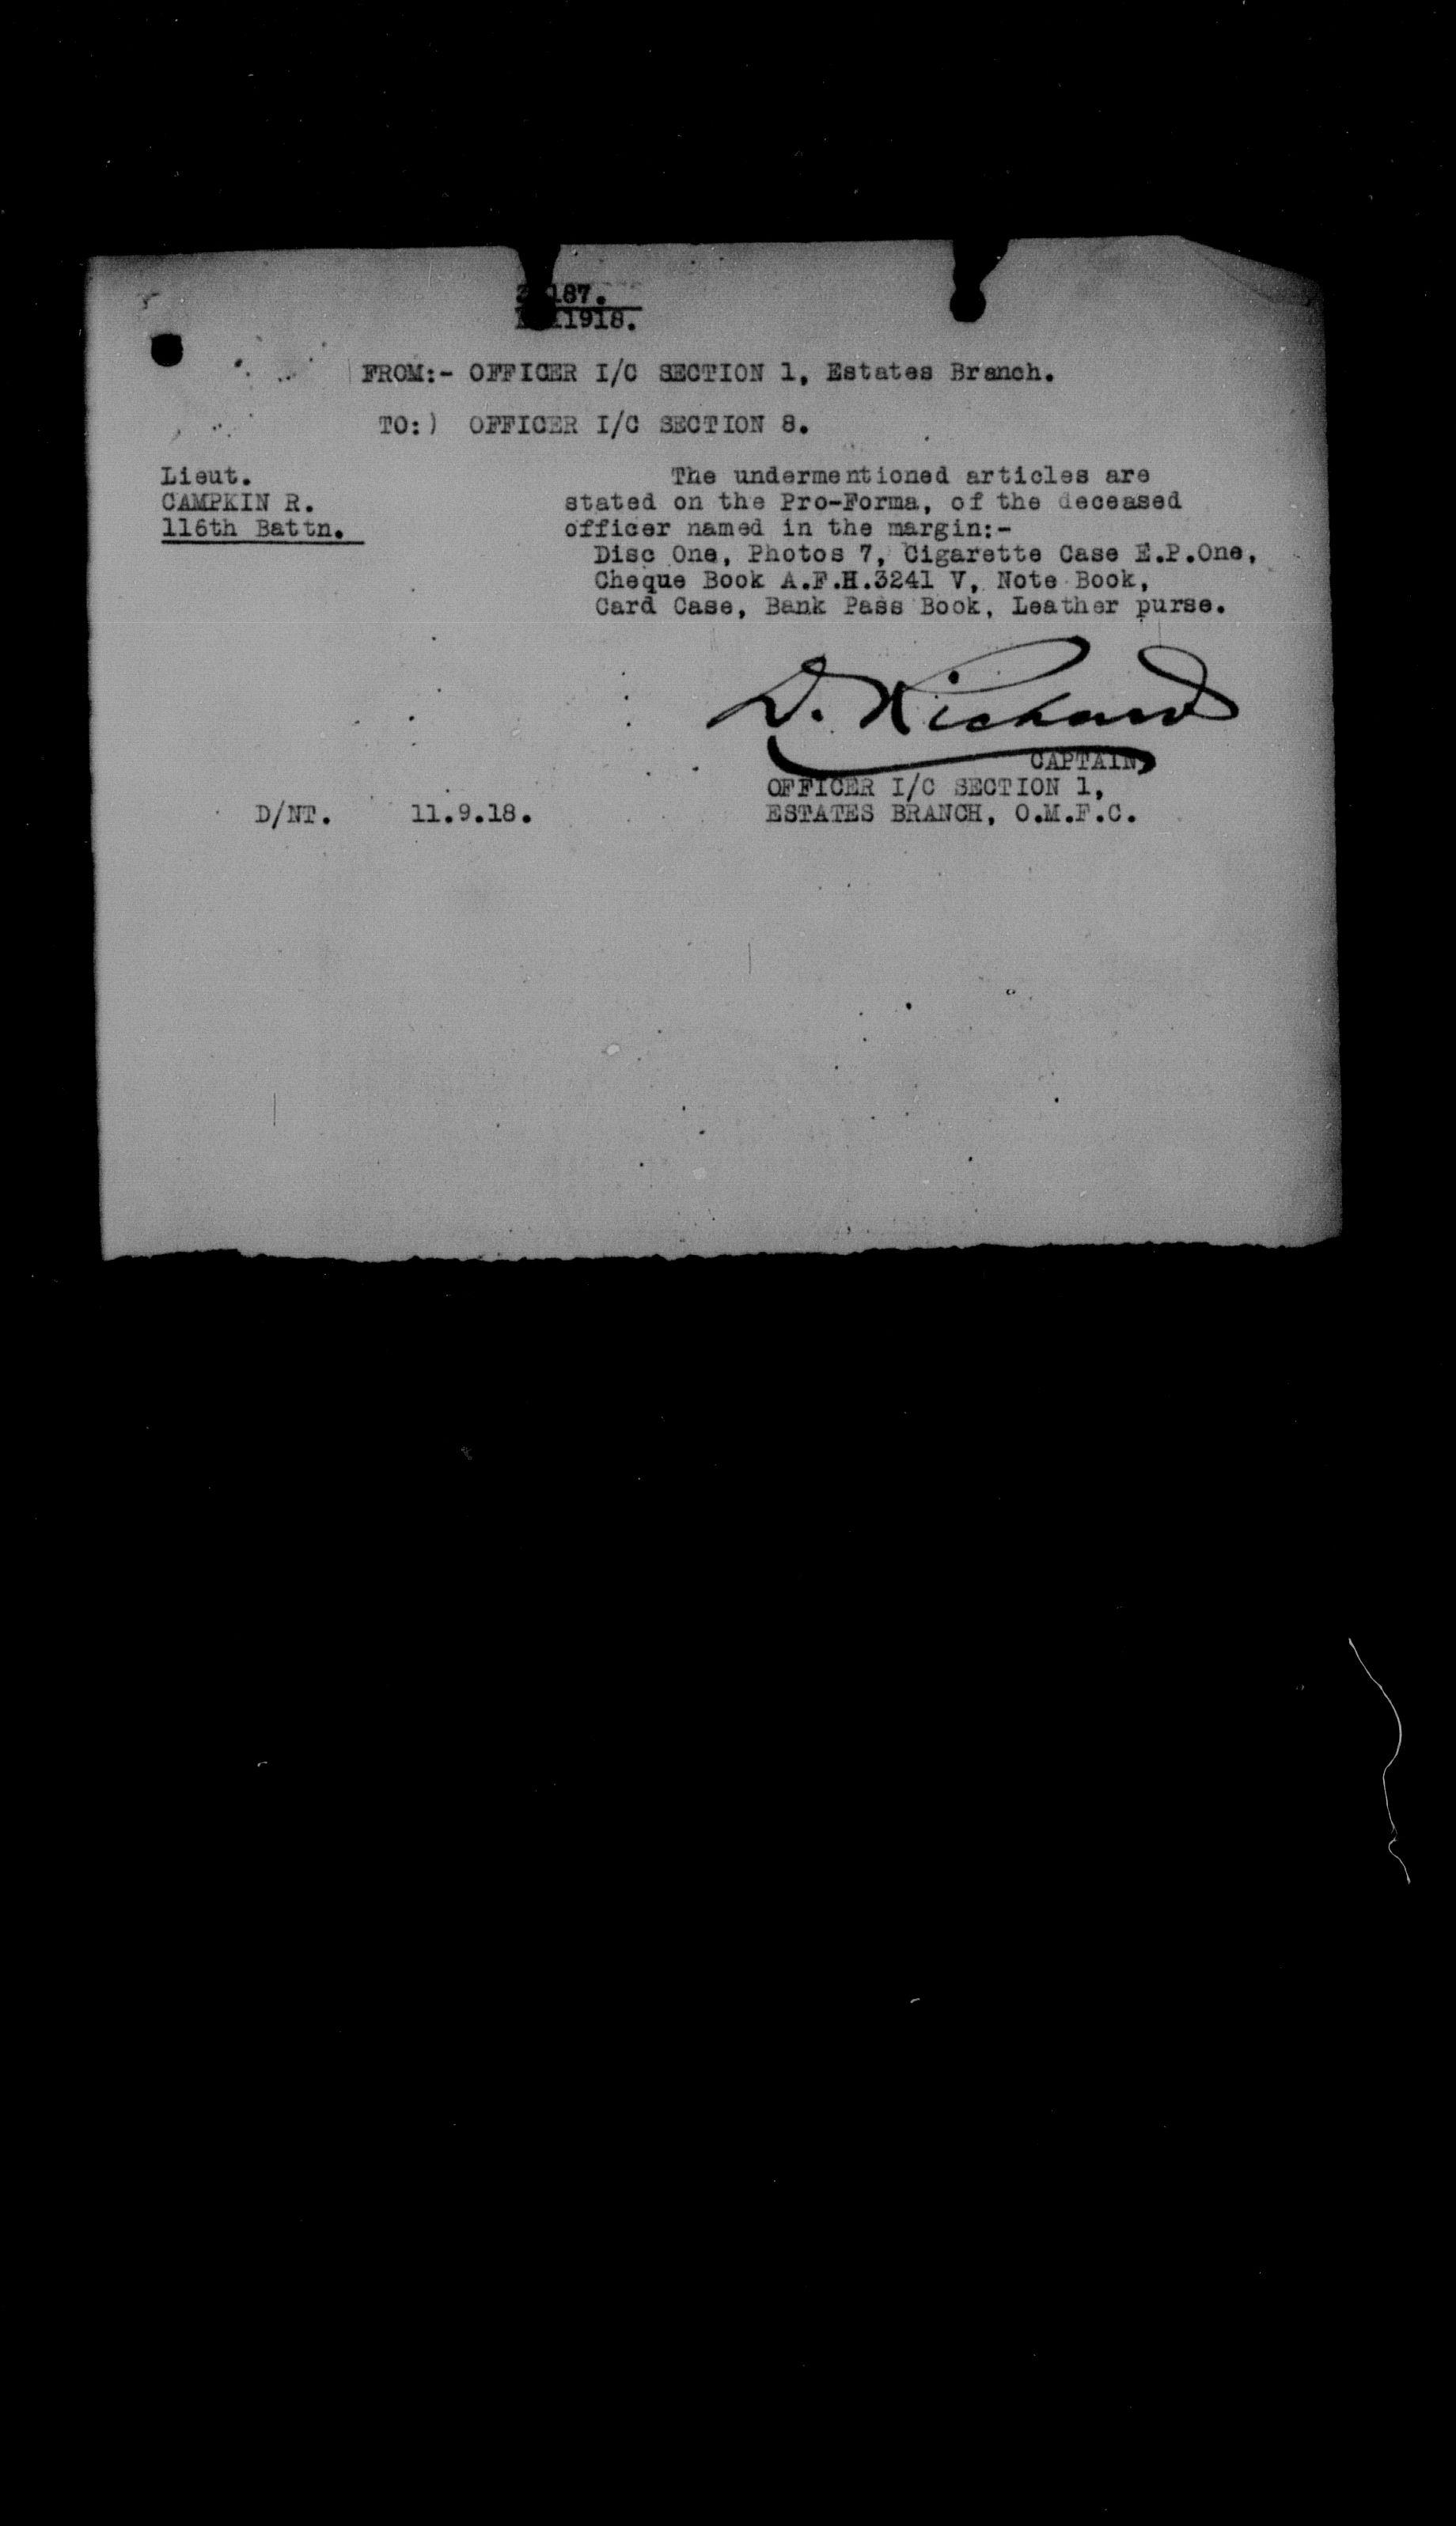 187.
1918.
FROM:- OFFICER I/C SECTION 1, Estates Branch.
TO:) OFFICER I/C SECTION 8.
Lieut.
CAMPKIN R.
116th Battn.
The undermentioned articles are
stated on the Pro-Forma, of the deceased
officer named in the margin:-
Disc One, Photos 7, Cigarette Case E.P.One,
Cheque Book A.F.H.3241 V, Note Book,
Card Case, Bank Pass Book, Leather purse.
D. Richard
CAPTAIN,
OFFICER I/C SECTION 1,
ESTATES BRANCH, O.M.F.C.
D/NT. 11.9.18.